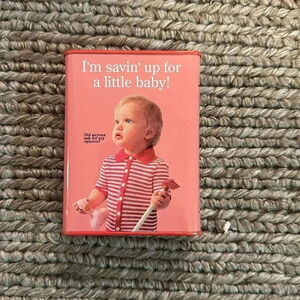 I'm savin' up for
a little baby!
Did anyone
ask for my
opinion?